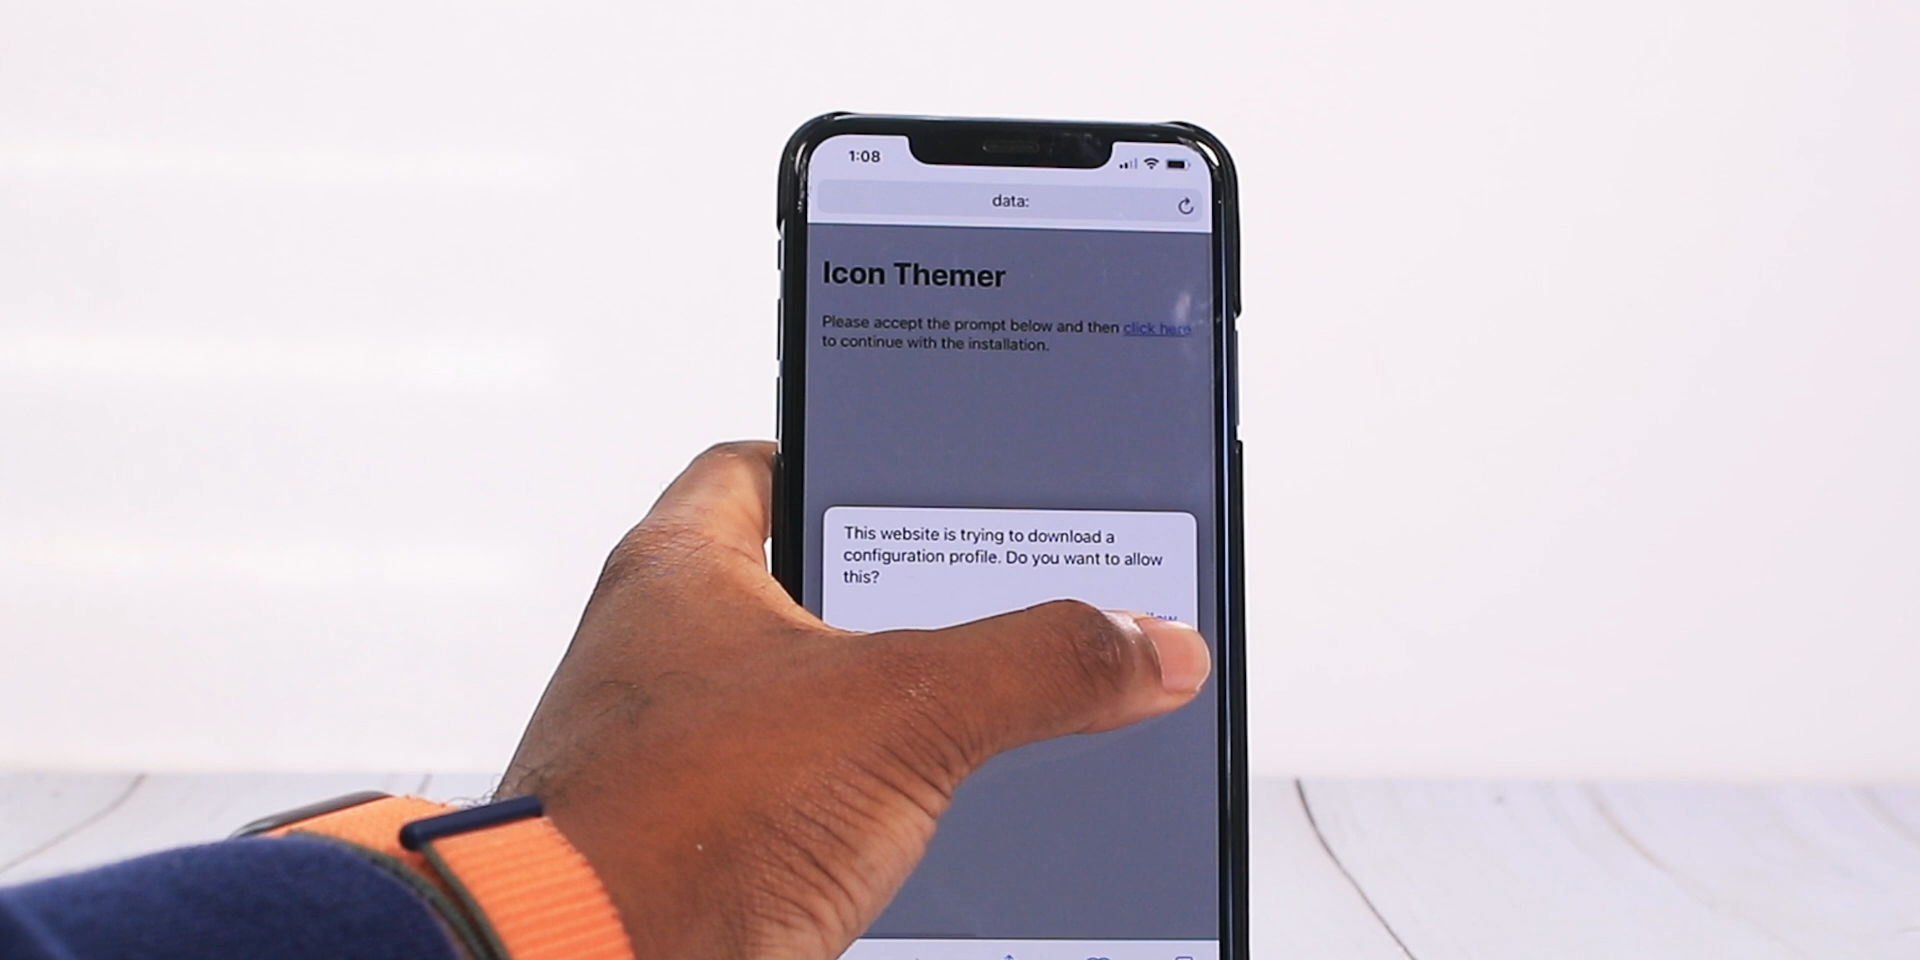 1:08
data:
Icon Themer
Please accept the prompt below and then click here
to continue with the installation.
This website is trying to download a
configuration profile. Do you want to allow
this?